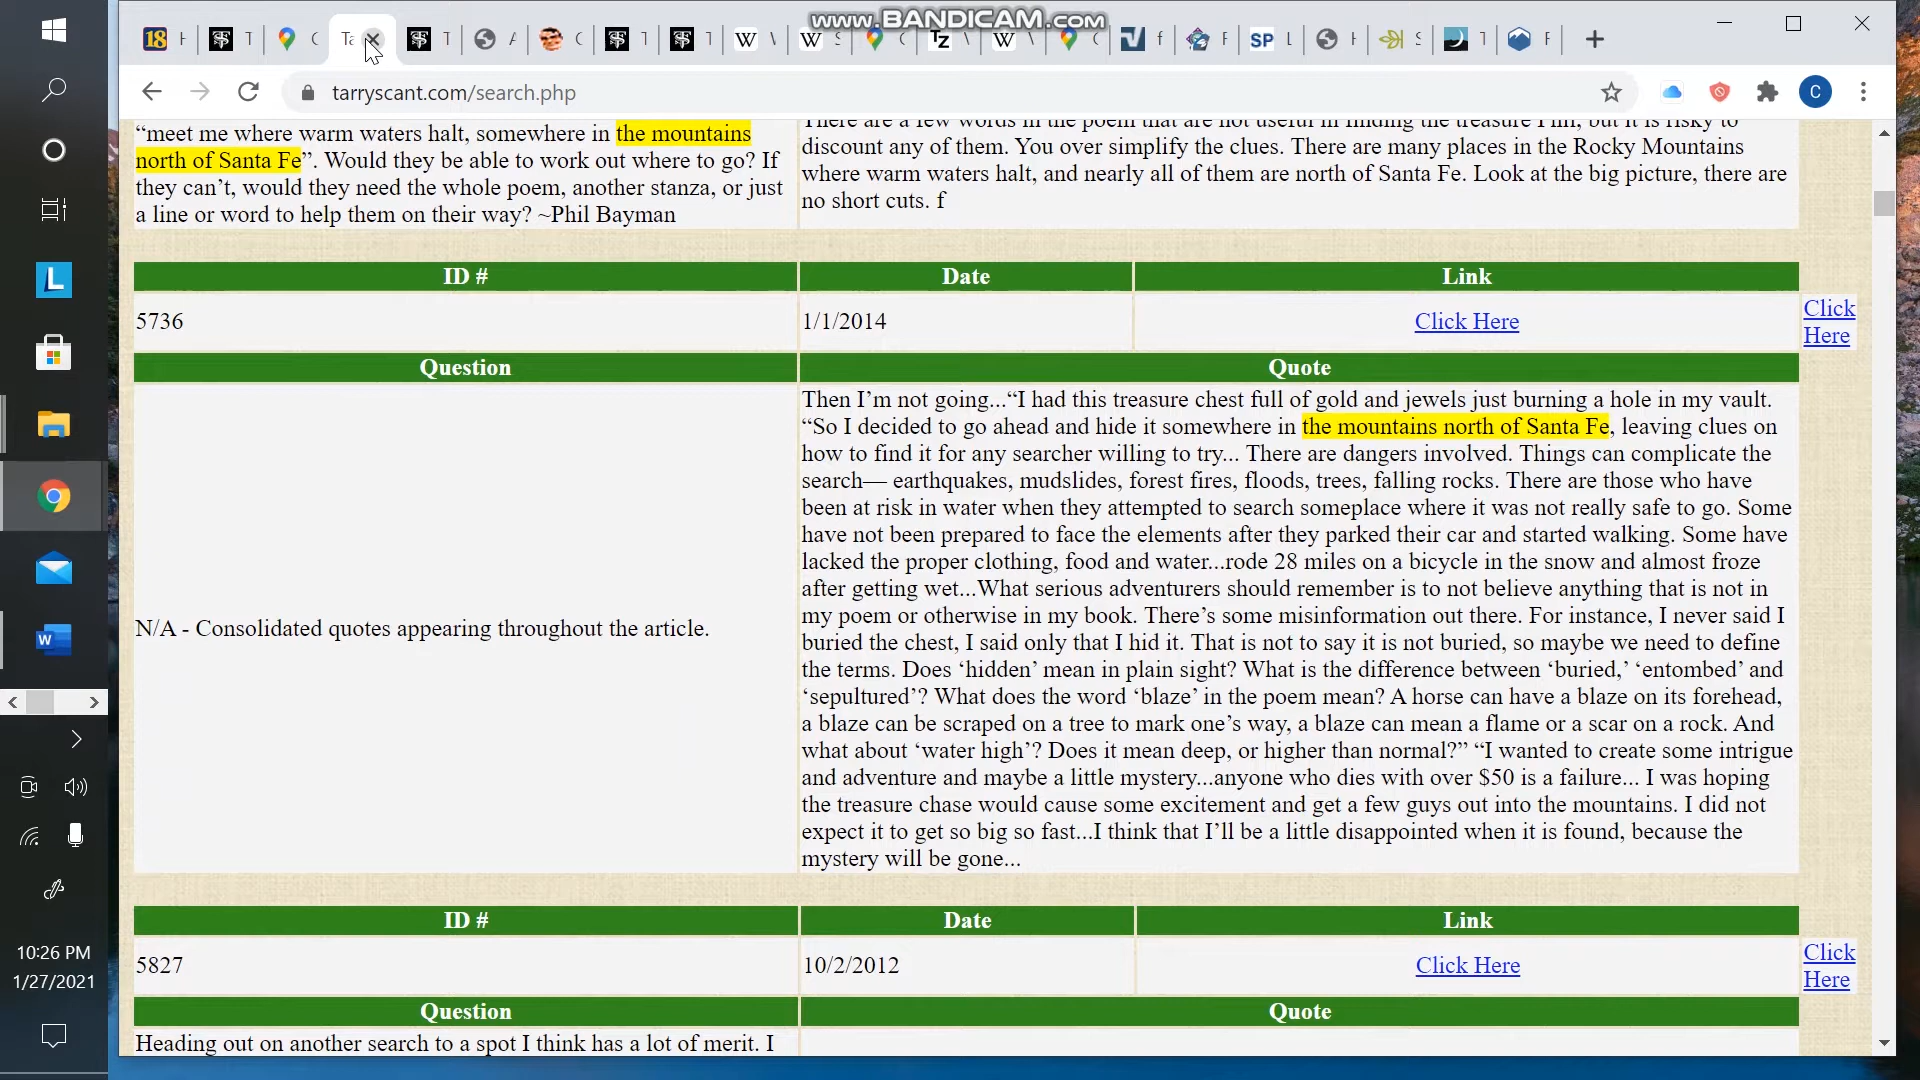 www.BANDICAM.com
tarryscant.com/search.php
“meet me where warm waters halt, somewhere in the mountains
north of Santa Fe”. Would they be able to work out where to go? If
they can’t, would they need the whole poem, another stanza, or just
a line or word to help them on their way? ~Phil Bayman
There are a few words in the poem that are not useful in finding the treasure Phil, but it is risky to
discount any of them. You over simplify the clues. There are many places in the Rocky Mountains
where warm waters halt, and nearly all of them are north of Santa Fe. Look at the big picture, there are
no short cuts. f
ID # Date Link
5736 1/1/2014 Click Here Click
Here
Question Quote
N/A - Consolidated quotes appearing throughout the article.
Then I’m not going...“I had this treasure chest full of gold and jewels just burning a hole in my vault.
“So I decided to go ahead and hide it somewhere in the mountains north of Santa Fe, leaving clues on
how to find it for any searcher willing to try... There are dangers involved. Things can complicate the
search— earthquakes, mudslides, forest fires, floods, trees, falling rocks. There are those who have
been at risk in water when they attempted to search someplace where it was not really safe to go. Some
have not been prepared to face the elements after they parked their car and started walking. Some have
lacked the proper clothing, food and water...rode 28 miles on a bicycle in the snow and almost froze
after getting wet...What serious adventurers should remember is to not believe anything that is not in
my poem or otherwise in my book. There’s some misinformation out there. For instance, I never said I
buried the chest, I said only that I hid it. That is not to say it is not buried, so maybe we need to define
the terms. Does ‘hidden’ mean in plain sight? What is the difference between ‘buried,’ ‘entombed’ and
‘sepultured’? What does the word ‘blaze’ in the poem mean? A horse can have a blaze on its forehead,
a blaze can be scraped on a tree to mark one’s way, a blaze can mean a flame or a scar on a rock. And
what about ‘water high’? Does it mean deep, or higher than normal?” “I wanted to create some intrigue
and adventure and maybe a little mystery...anyone who dies with over $50 is a failure... I was hoping
the treasure chase would cause some excitement and get a few guys out into the mountains. I did not
expect it to get so big so fast...I think that I’ll be a little disappointed when it is found, because the
mystery will be gone...
ID # Date Link
5827 10/2/2012 Click Here Click
Here
Question Quote
Heading out on another search to a spot I think has a lot of merit. I
10:26 PM
1/27/2021